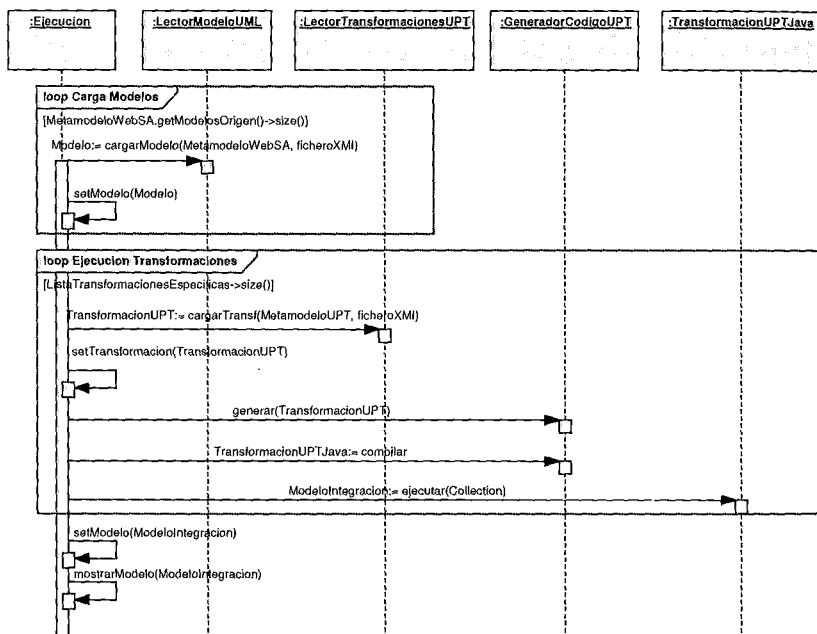 :Ejecucion
:LectorModeloUML
:LectorTransformacionesUPT
:GeneradorCodigoUPT
:TransformacionUPTJava
loop Carga Modelos
[MetamodeloWebSA.getModelosOrigen()->size()]
Modelo:= cargarModelo(MetamodeloWebSA, ficheroXMI)
setModelo(Modelo)
loop Ejecucion Transformaciones
[ListaTransformacionesEspecificas->size()]
TransformacionUPT:= cargarTransf(MetamodeloUPT, ficheroXMI)
setTransformacion(TransformacionUPT)
generar(TransformacionUPT)
TransformacionUPTJava:= compilar
ModeloIntegracion:= ejecutar(Collection)
setModelo(ModeloIntegracion)
mostrarModelo(ModeloIntegracion)